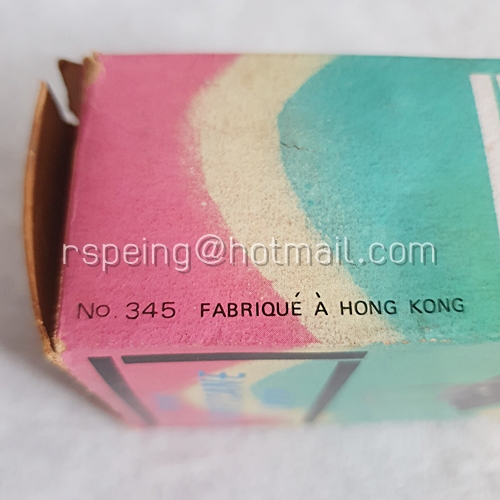 rspeing@hotmail.com
No. 345 FABRIQUÉ À HONG KONG